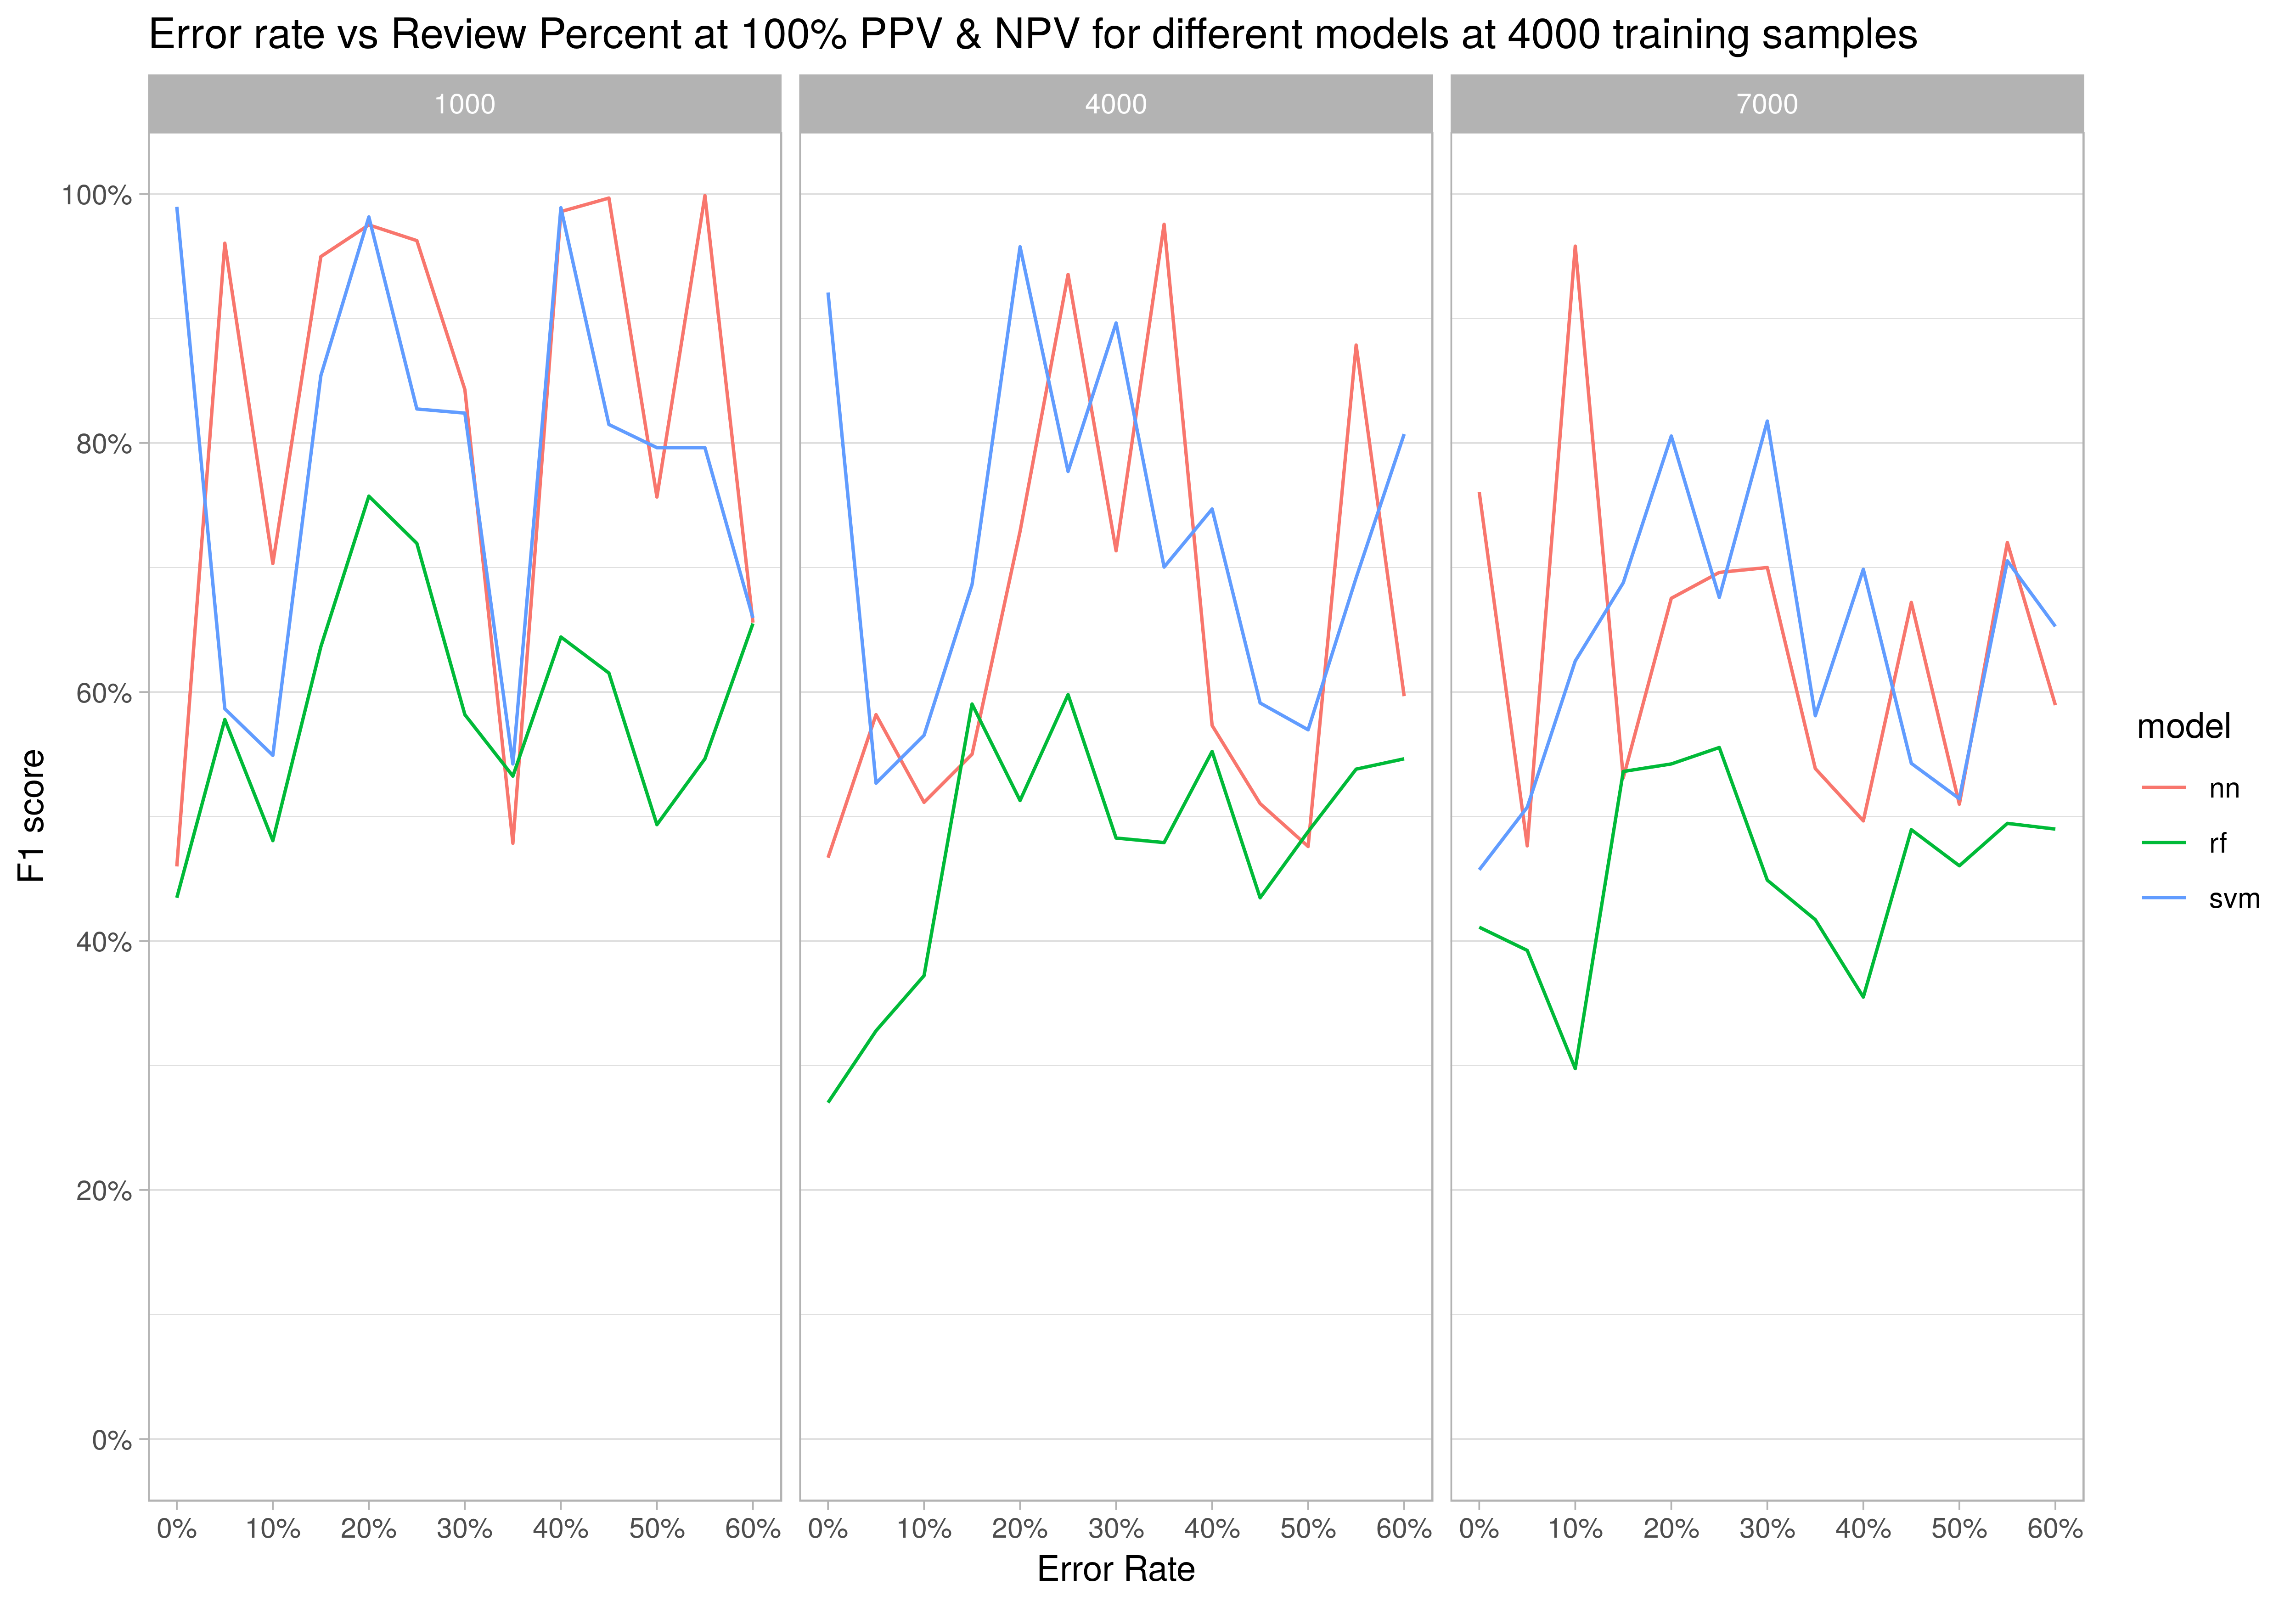 Error rate vs Review Percent at 100% PPV & NPV for different models at 4000 training samples
1000 4000 7000
100%
80%
60%
40%
20%
0%
F1 score
0% 10% 20% 30% 40% 50% 60% 0% 10% 20% 30% 40% 50% 60% 0% 10% 20% 30% 40% 50% 60%
Error Rate
model
nn
rf
svm